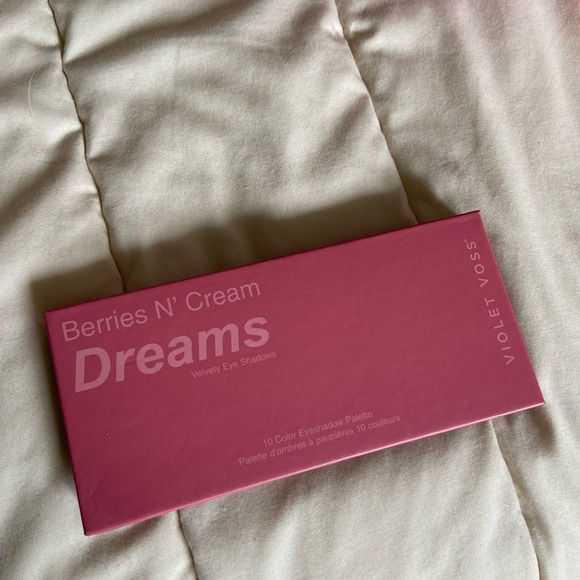 Berries N' Cream
Dreams
Velvety Eye Shadows
10 Color Eyeshadow Palette
Palette d'ombres à paupières 10 couleurs
VIOLET VOSS